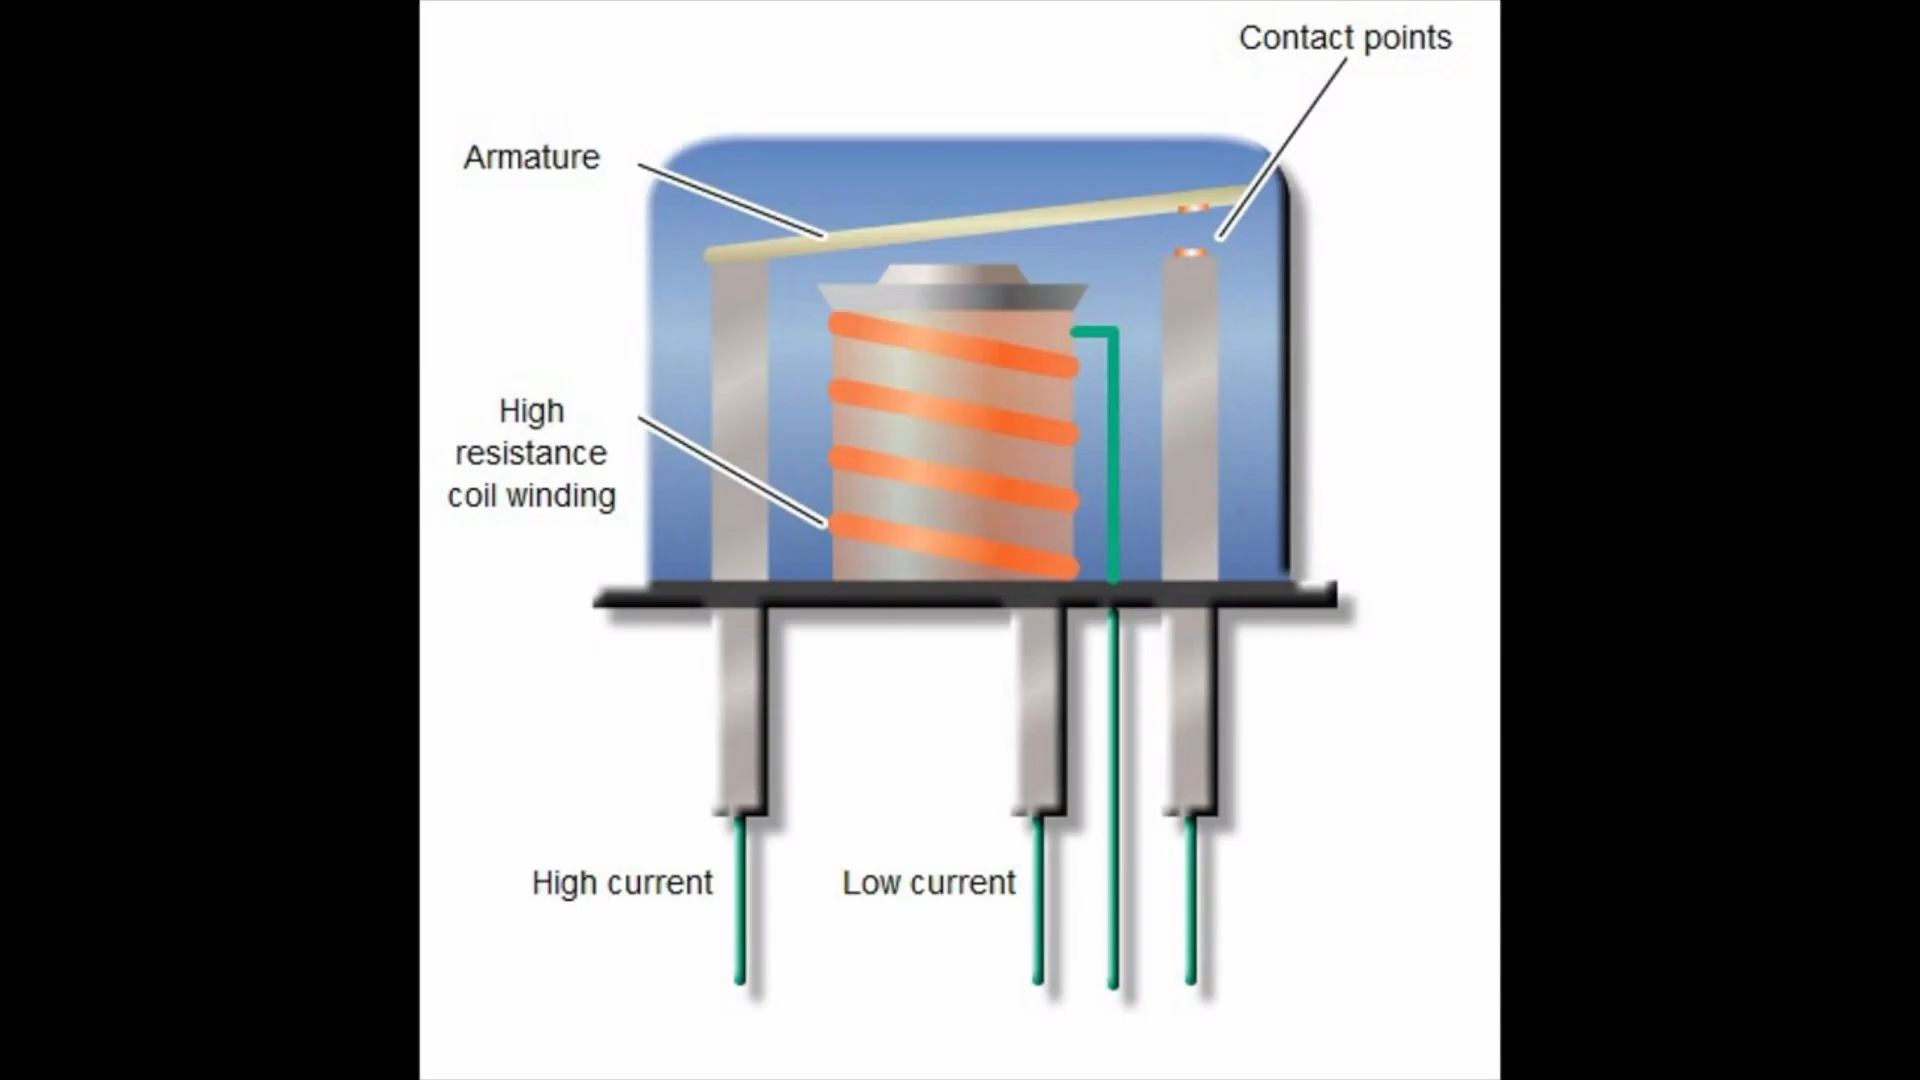 Contact points
Armature
High
resistance
coil winding
High current
Low current